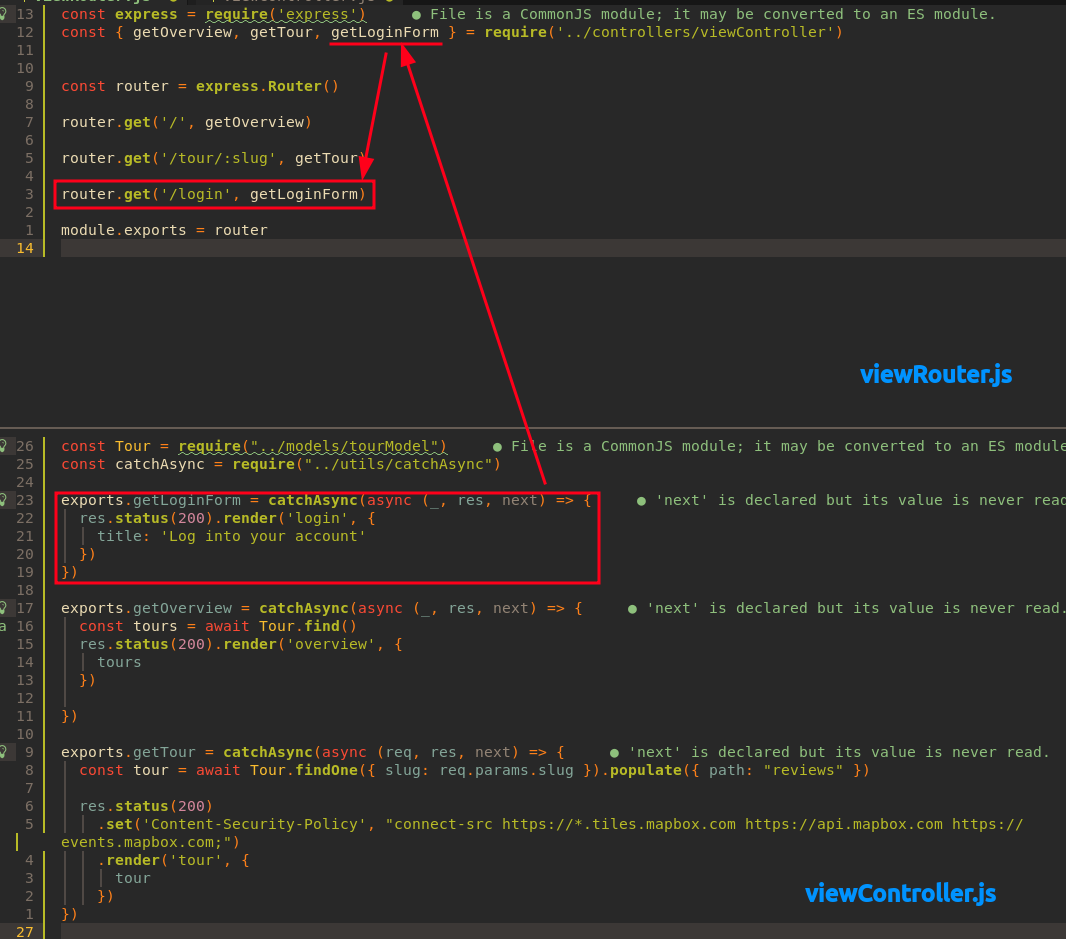 13 const express = require('express') ● File is a CommonJS module; it may be converted to an ES module.
12 const { getOverview, getTour, getLoginForm } = require('../controllers/viewController')
11
10
9 const router = express.Router()
8
7 router.get('/', getOverview)
6
5 router.get('/tour/:slug', getTour)
4
3 router.get('/login', getLoginForm)
2
1 module.exports = router
14
viewRouter.js
26 const Tour = require("../models/tourModel") ● File is a CommonJS module; it may be converted to an ES module
25 const catchAsync = require("../utils/catchAsync")
24
23 exports.getLoginForm = catchAsync(async (_, res, next) => { ● 'next' is declared but its value is never read
22 res.status(200).render('login', {
21 title: 'Log into your account'
20 })
19 })
18
17 exports.getOverview = catchAsync(async (_, res, next) => { ● 'next' is declared but its value is never read.
a 16 const tours = await Tour.find()
15 res.status(200).render('overview', {
14 tours
13 })
12
11 })
10
9 exports.getTour = catchAsync(async (req, res, next) => { ● 'next' is declared but its value is never read.
8 const tour = await Tour.findOne({ slug: req.params.slug }).populate({ path: "reviews" })
7
6 res.status(200)
5 .set('Content-Security-Policy', "connect-src https://*.tiles.mapbox.com https://api.mapbox.com https://
events.mapbox.com;")
4 .render('tour', {
3 tour
2 })
1 })
27
viewController.js